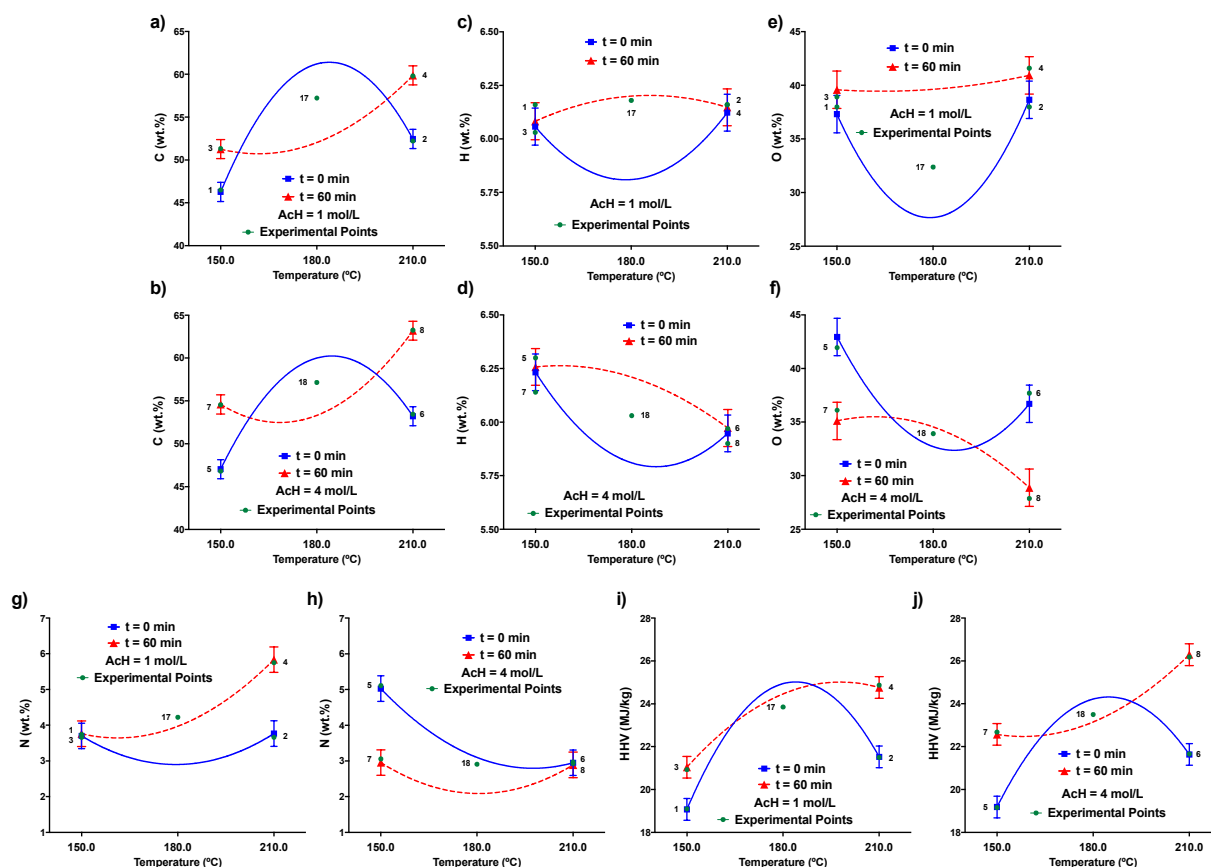 a)
65
60
55
50
45
40
C (wt.%)
17
4
3
2
1
t = 0 min
t = 60 min
AcH = 1 mol/L
Experimental Points
150.0
180.0
210.0
Temperature (ºC)
c)
6.50
6.25
6.00
5.75
5.50
H (wt.%)
t = 0 min
t = 60 min
1
17
2
3
4
AcH = 1 mol/L
Experimental Points
150.0
180.0
210.0
Temperature (ºC)
e)
45
40
35
30
25
O (wt.%)
t = 0 min
t = 60 min
4
3
1
2
AcH = 1 mol/L
Experimental Points
17
150.0
180.0
210.0
Temperature (ºC)
b)
65
60
55
50
45
40
C (wt.%)
8
18
7
6
5
t = 0 min
t = 60 min
AcH = 4 mol/L
Experimental Points
150.0
180.0
210.0
Temperature (ºC)
d)
6.50
6.25
6.00
5.75
5.50
H (wt.%)
t = 0 min
t = 60 min
5
7
18
6
8
AcH = 4 mol/L
Experimental Points
150.0
180.0
210.0
Temperature (ºC)
f)
45
40
35
30
25
O (wt.%)
5
6
7
18
8
t = 0 min
t = 60 min
AcH = 4 mol/L
Experimental Points
150.0
180.0
210.0
Temperature (ºC)
g)
7
6
5
4
3
2
1
N (wt.%)
t = 0 min
t = 60 min
AcH = 1 mol/L
Experimental Points
4
17
1
3
2
150.0
180.0
210.0
Temperature (ºC)
h)
7
6
5
4
3
2
1
N (wt.%)
t = 0 min
t = 60 min
AcH = 4 mol/L
Experimental Points
5
7
18
6
8
150.0
180.0
210.0
Temperature (ºC)
i)
26
24
22
20
18
HHV (MJ/kg)
4
17
3
2
1
t = 0 min
t = 60 min
AcH = 1 mol/L
Experimental Points
150.0
180.0
210.0
Temperature (ºC)
j)
26
24
22
20
18
HHV (MJ/kg)
8
18
7
6
5
t = 0 min
t = 60 min
AcH = 4 mol/L
Experimental Points
150.0
180.0
210.0
Temperature (ºC)